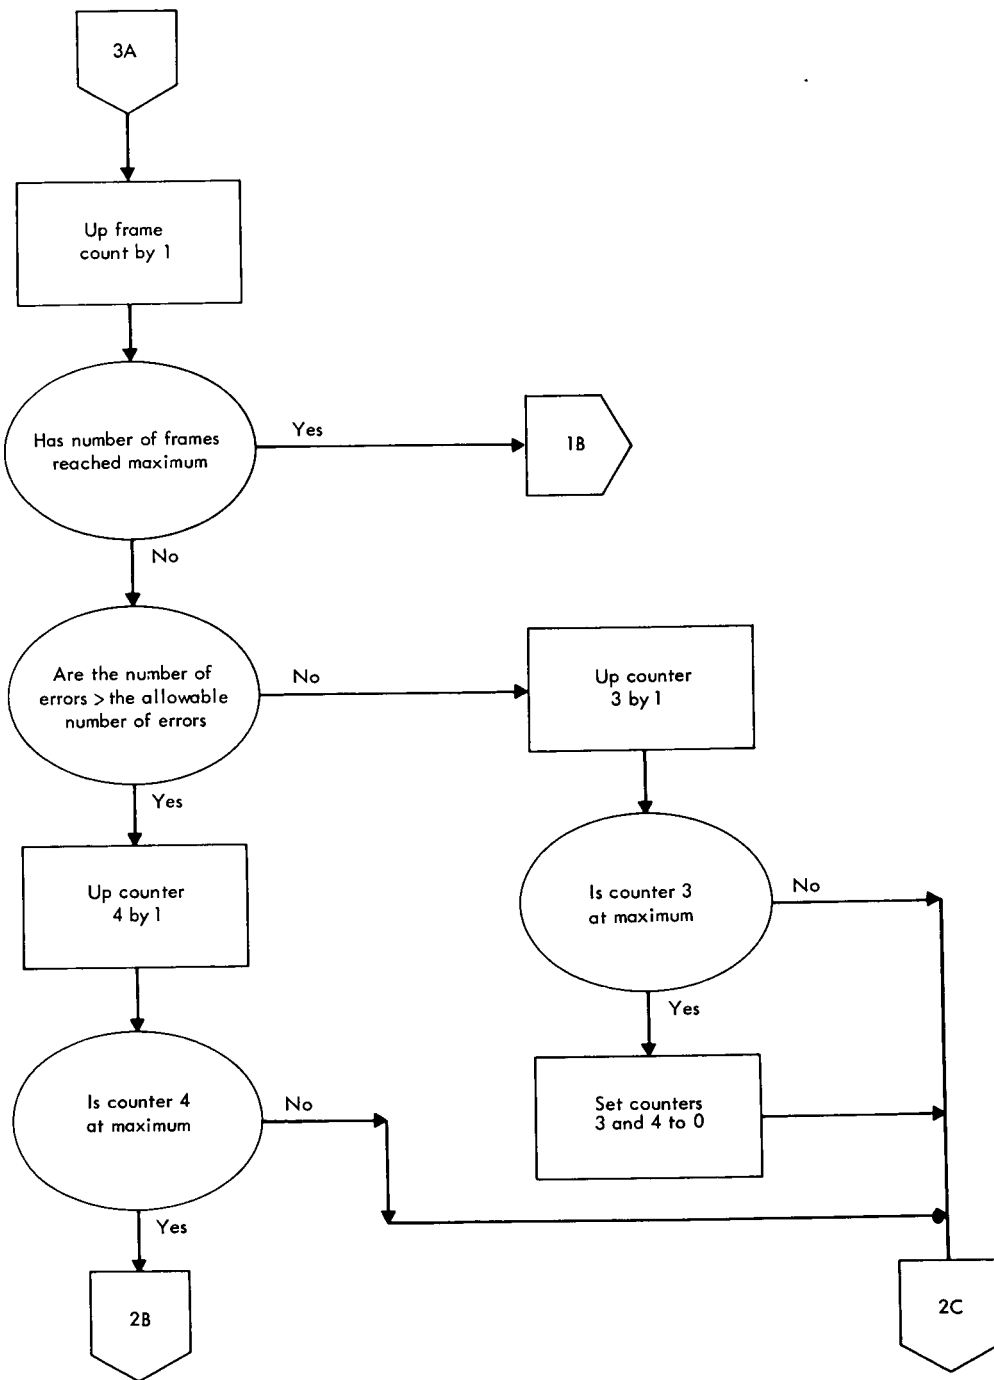 3A
Up frame
count by 1
Has number of frames
reached maximum
Yes
1B
No
Are the number of
errors > the allowable
number of errors
No
Up counter
3 by 1
Yes
Up counter
4 by 1
Is counter 3
at maximum
No
Yes
Is counter 4
at maximum
No
Set counters
3 and 4 to 0
Yes
2B
2C